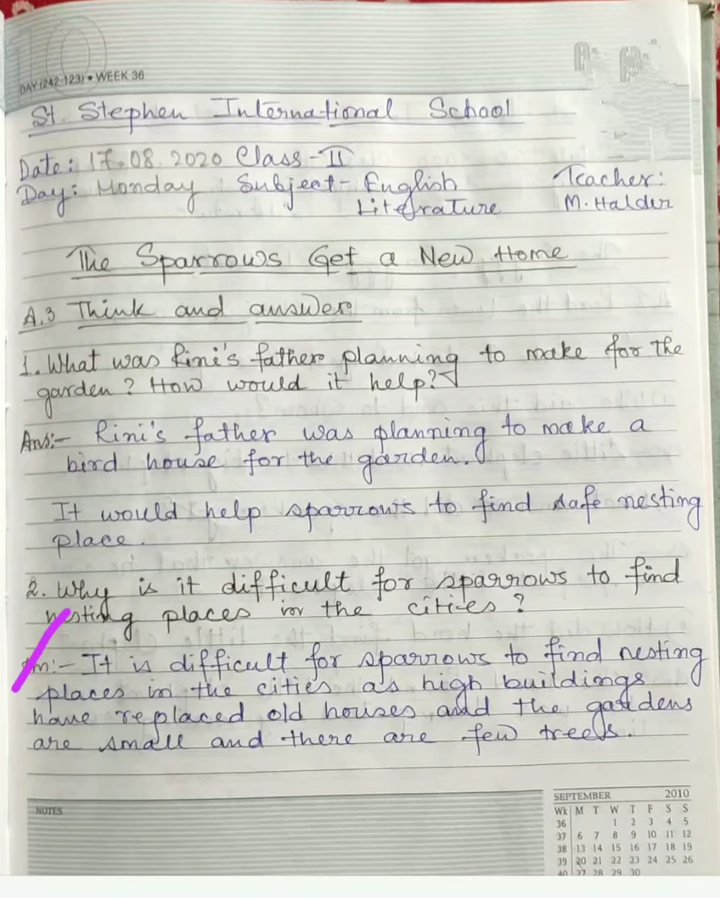 10
DAY (242-123) • WEEK 36
St. Stephen International School
Date: 17.08.2020 Class - II
Day: Monday Subject - English Teacher:
Literature M. Halder
The Sparrows Get a New Home
A.3 Think and answer
1. What was Rini's father planning to make for the
garden? How would it help?
Ans:- Rini's father was planning to make a
bird house for the garden.
It would help sparrows to find safe nesting
place.
2. Why is it difficult for sparrows to find
nesting places in the cities?
:- It is difficult for sparrows to find nesting
places in the cities as high buildings
have replaced old houses and the gardens
are small and there are few trees.
NOTES
SEPTEMBER 2010
Wk M T W T F S S
36 1 2 3 4 5
37 6 7 8 9 10 11 12
38 13 14 15 16 17 18 19
39 20 21 22 23 24 25 26
40 27 28 29 30